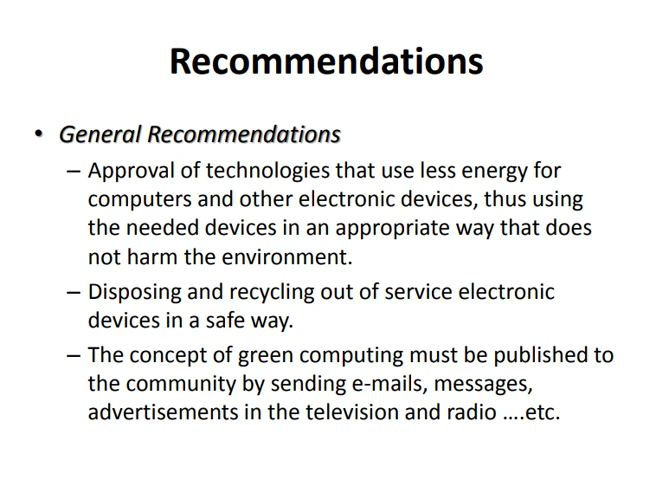 Recommendations
• General Recommendations
– Approval of technologies that use less energy for
computers and other electronic devices, thus using
the needed devices in an appropriate way that does
not harm the environment.
– Disposing and recycling out of service electronic
devices in a safe way.
– The concept of green computing must be published to
the community by sending e-mails, messages,
advertisements in the television and radio ….etc.